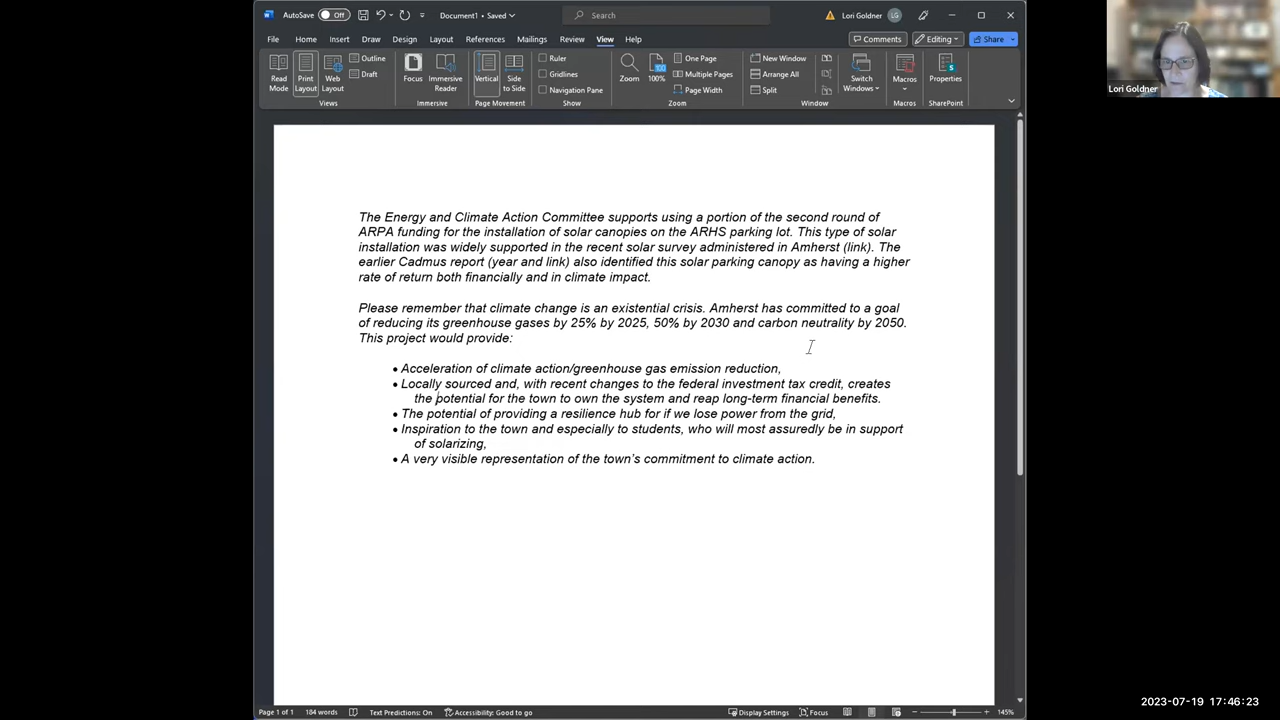 AutoSave Off Document1 • Saved Search Lori Goldner LG
File Home Insert Draw Design Layout References Mailings Review View Help Comments Editing Share
Read Mode Print Layout Web Layout Outline Draft Views
Focus Immersive Reader Immersive
Vertical Side to Side Page Movement
Ruler Gridlines Navigation Pane Show
Zoom 100% One Page Multiple Pages Page Width Zoom
New Window Arrange All Split Switch Windows Window
Macros Macros
Properties SharePoint
Lori Goldner
The Energy and Climate Action Committee supports using a portion of the second round of
ARPA funding for the installation of solar canopies on the ARHS parking lot. This type of solar
installation was widely supported in the recent solar survey administered in Amherst (link). The
earlier Cadmus report (year and link) also identified this solar parking canopy as having a higher
rate of return both financially and in climate impact.
Please remember that climate change is an existential crisis. Amherst has committed to a goal
of reducing its greenhouse gases by 25% by 2025, 50% by 2030 and carbon neutrality by 2050.
This project would provide:
• Acceleration of climate action/greenhouse gas emission reduction,
• Locally sourced and, with recent changes to the federal investment tax credit, creates
the potential for the town to own the system and reap long-term financial benefits.
• The potential of providing a resilience hub for if we lose power from the grid,
• Inspiration to the town and especially to students, who will most assuredly be in support
of solarizing,
• A very visible representation of the town's commitment to climate action.
Page 1 of 1 184 words Text Predictions: On Accessibility: Good to go Display Settings Focus 145%
2023-07-19 17:46:23